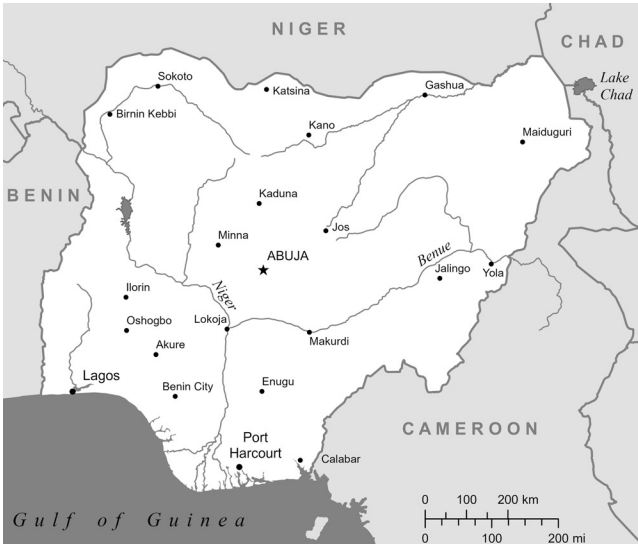 NIGER
CHAD
Lake
Chad
Sokoto
Katsina
Gashua
Birnin Kebbi
Kano
Maiduguri
BENIN
Kaduna
Jos
Minna
ABUJA
Benue
Jalingo
Yola
Ilorin
Niger
Oshogbo
Lokoja
Makurdi
Akure
Lagos
Benin City
Enugu
CAMEROON
Port
Harcourt
Calabar
Gulf of Guinea
0 100 200 km
0 100 200 mi